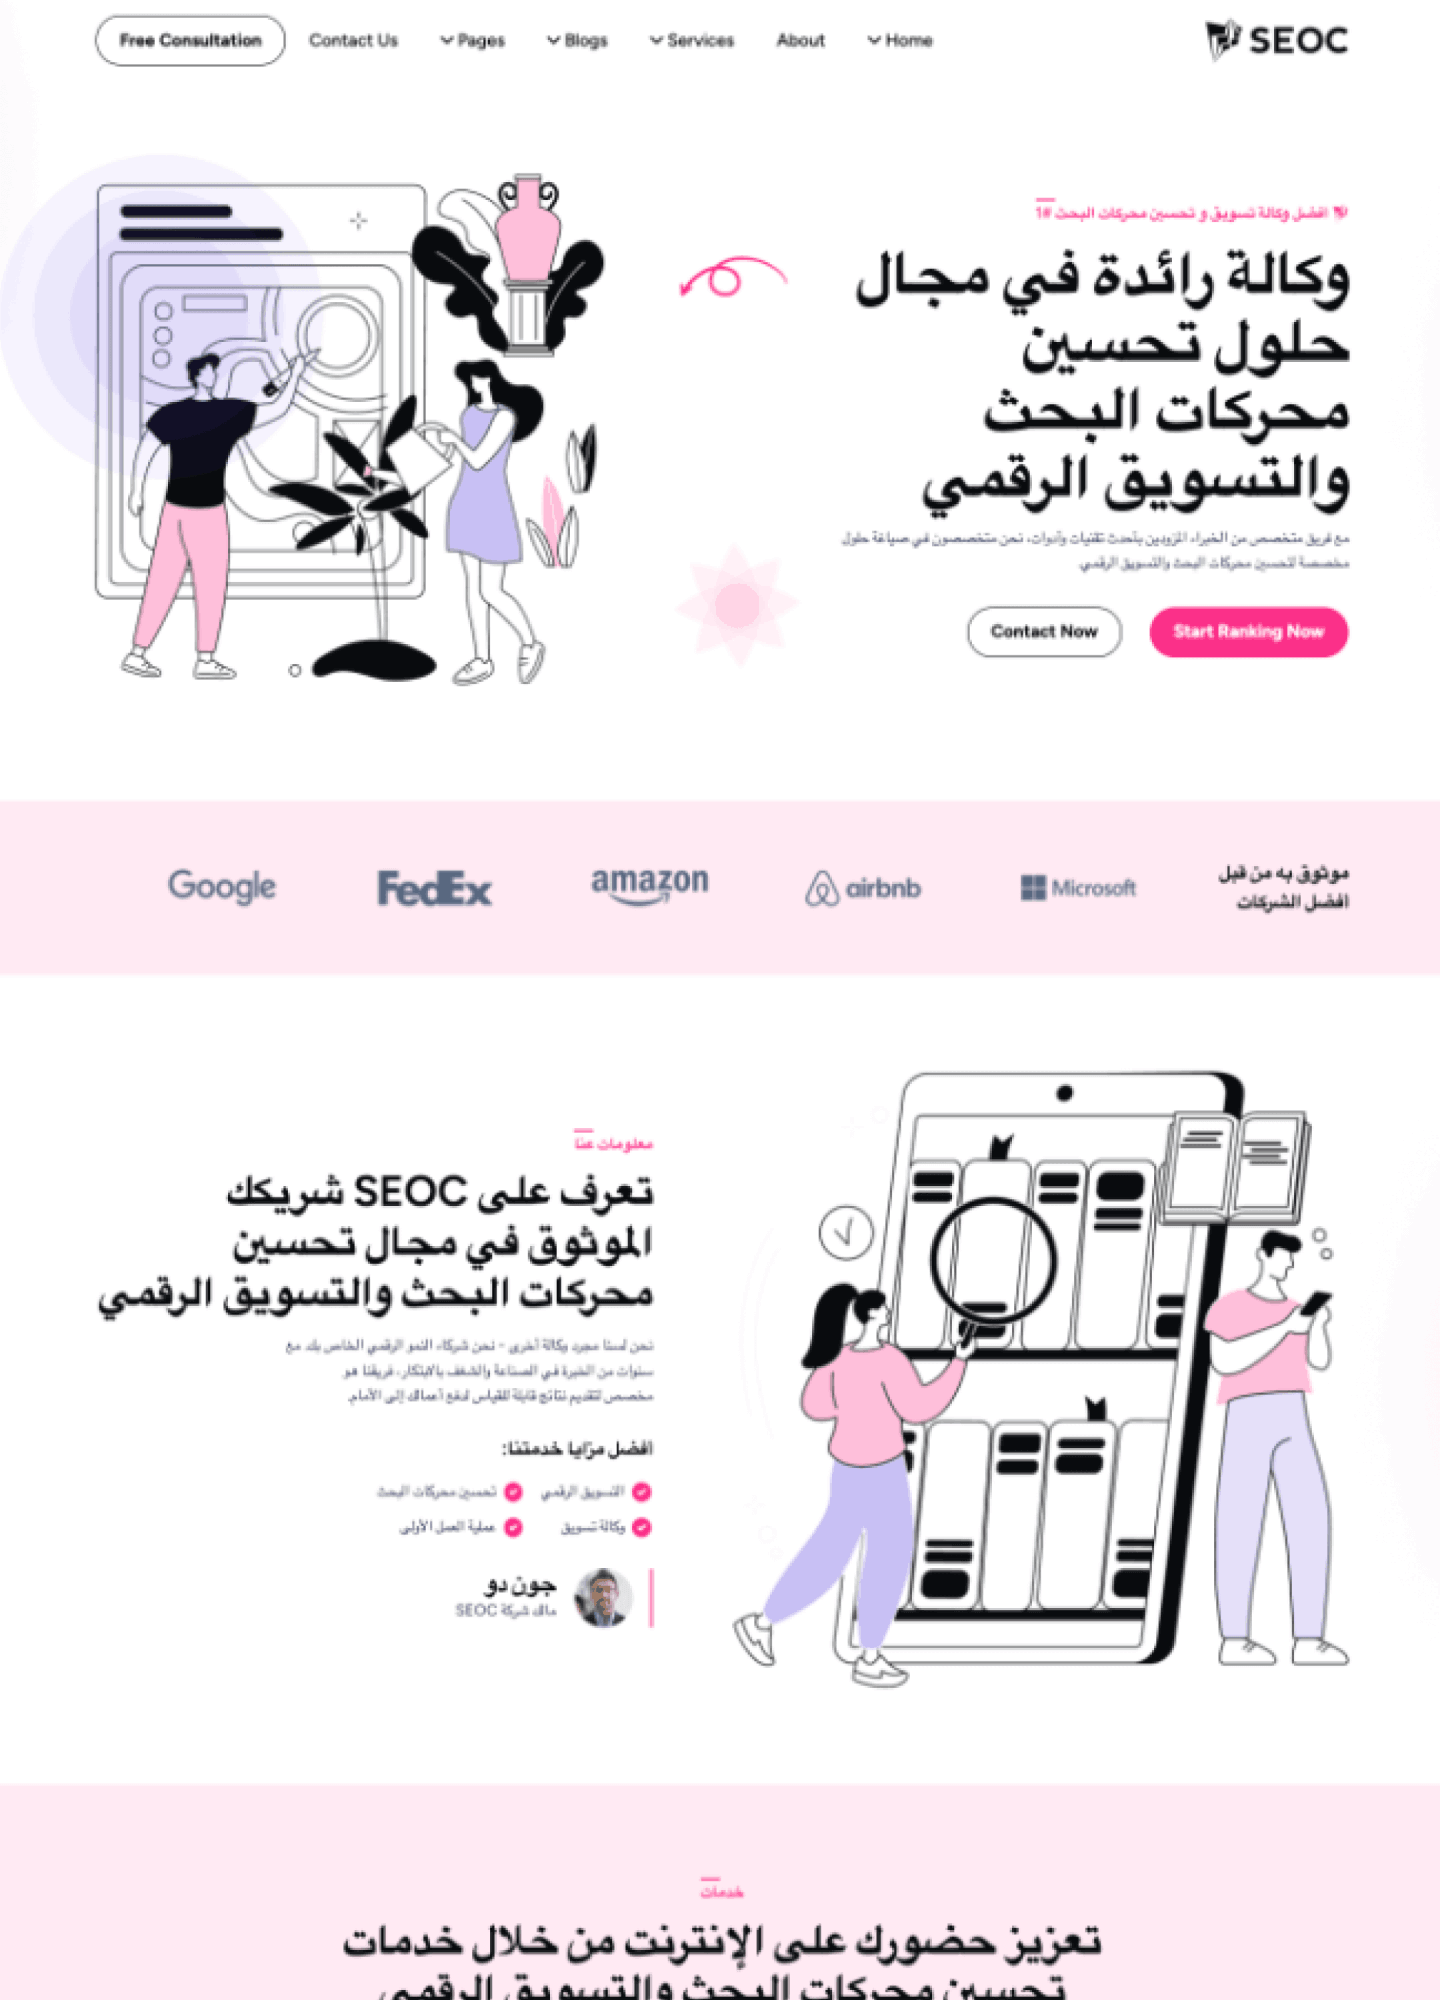 SEOC
Home
About
Services
Blogs
Pages
Contact Us
Free Consultation
افضل وكالة تسويق و تحسين محركات البحث #1
وكالة رائدة في مجال
حلول تحسين
محركات البحث
والتسويق الرقمي
مع فريق متخصص من الخبراء المزودين بأحدث تقنيات وأدوات، نحن متخصصون في صياغة حلول
مخصصة لتحسين محركات البحث والتسويق الرقمي.
Start Ranking Now
Contact Now
موثوق به من قبل
افضل الشركات
Microsoft
airbnb
amazon
FedEx
Google
معلومات عنا
تعرف على SEOC شريكك
الموثوق في مجال تحسين
محركات البحث والتسويق الرقمي
نحن لسنا مجرد وكالة أخرى - نحن شركاء النمو الرقمي الخاص بك. مع
سنوات من الخبرة في الصناعة والشغف بالابتكار، فريقنا هو
مخصص لتقديم نتائج قابلة للقياس لدفع أعمالك إلى الأمام.
افضل مزايا خدمتنا:
التسويق الرقمي
تحسين محركات البحث
وكالة تسويق
عملية العمل الأولى
جون دو
مالك شركة SEOC
خدمات
تعزيز حضورك على الإنترنت من خلال خدمات
تحسين محركات البحث والتسويق الرقمي